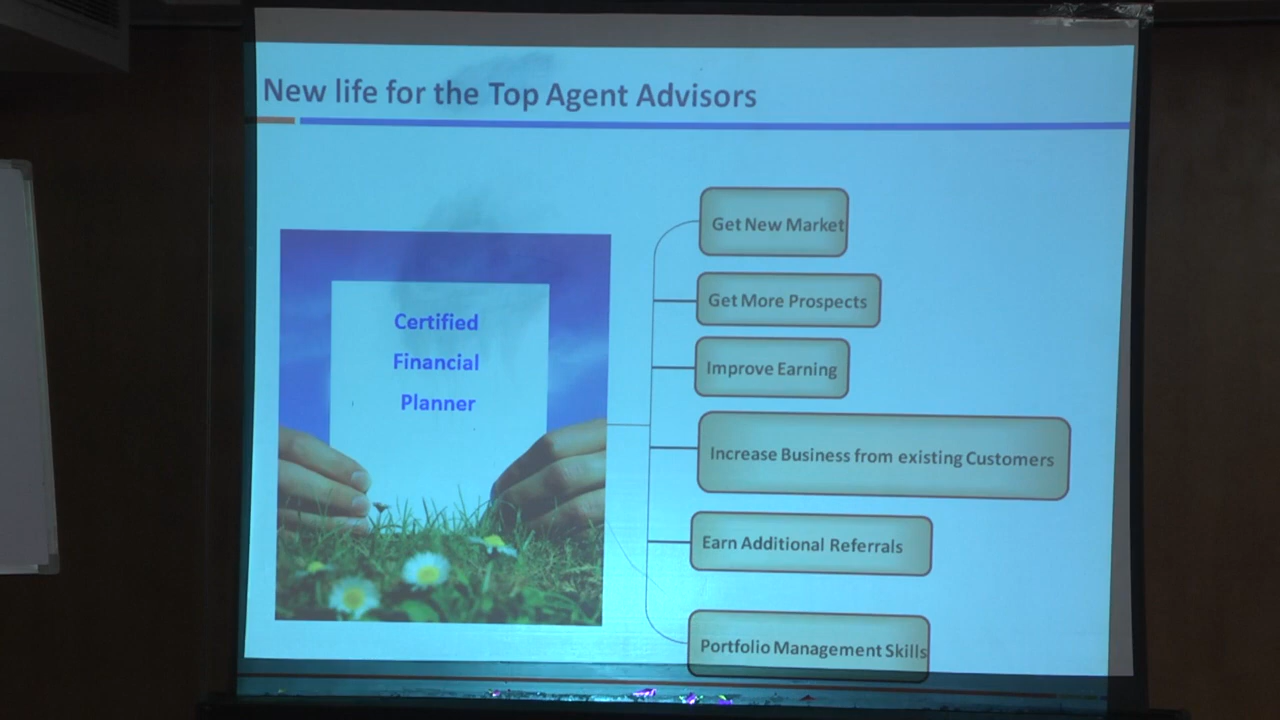 New life for the Top Agent Advisors
Certified
Financial
Planner
Get New Market
Get More Prospects
Improve Earning
Increase Business from existing Customers
Earn Additional Referrals
Portfolio Management Skills